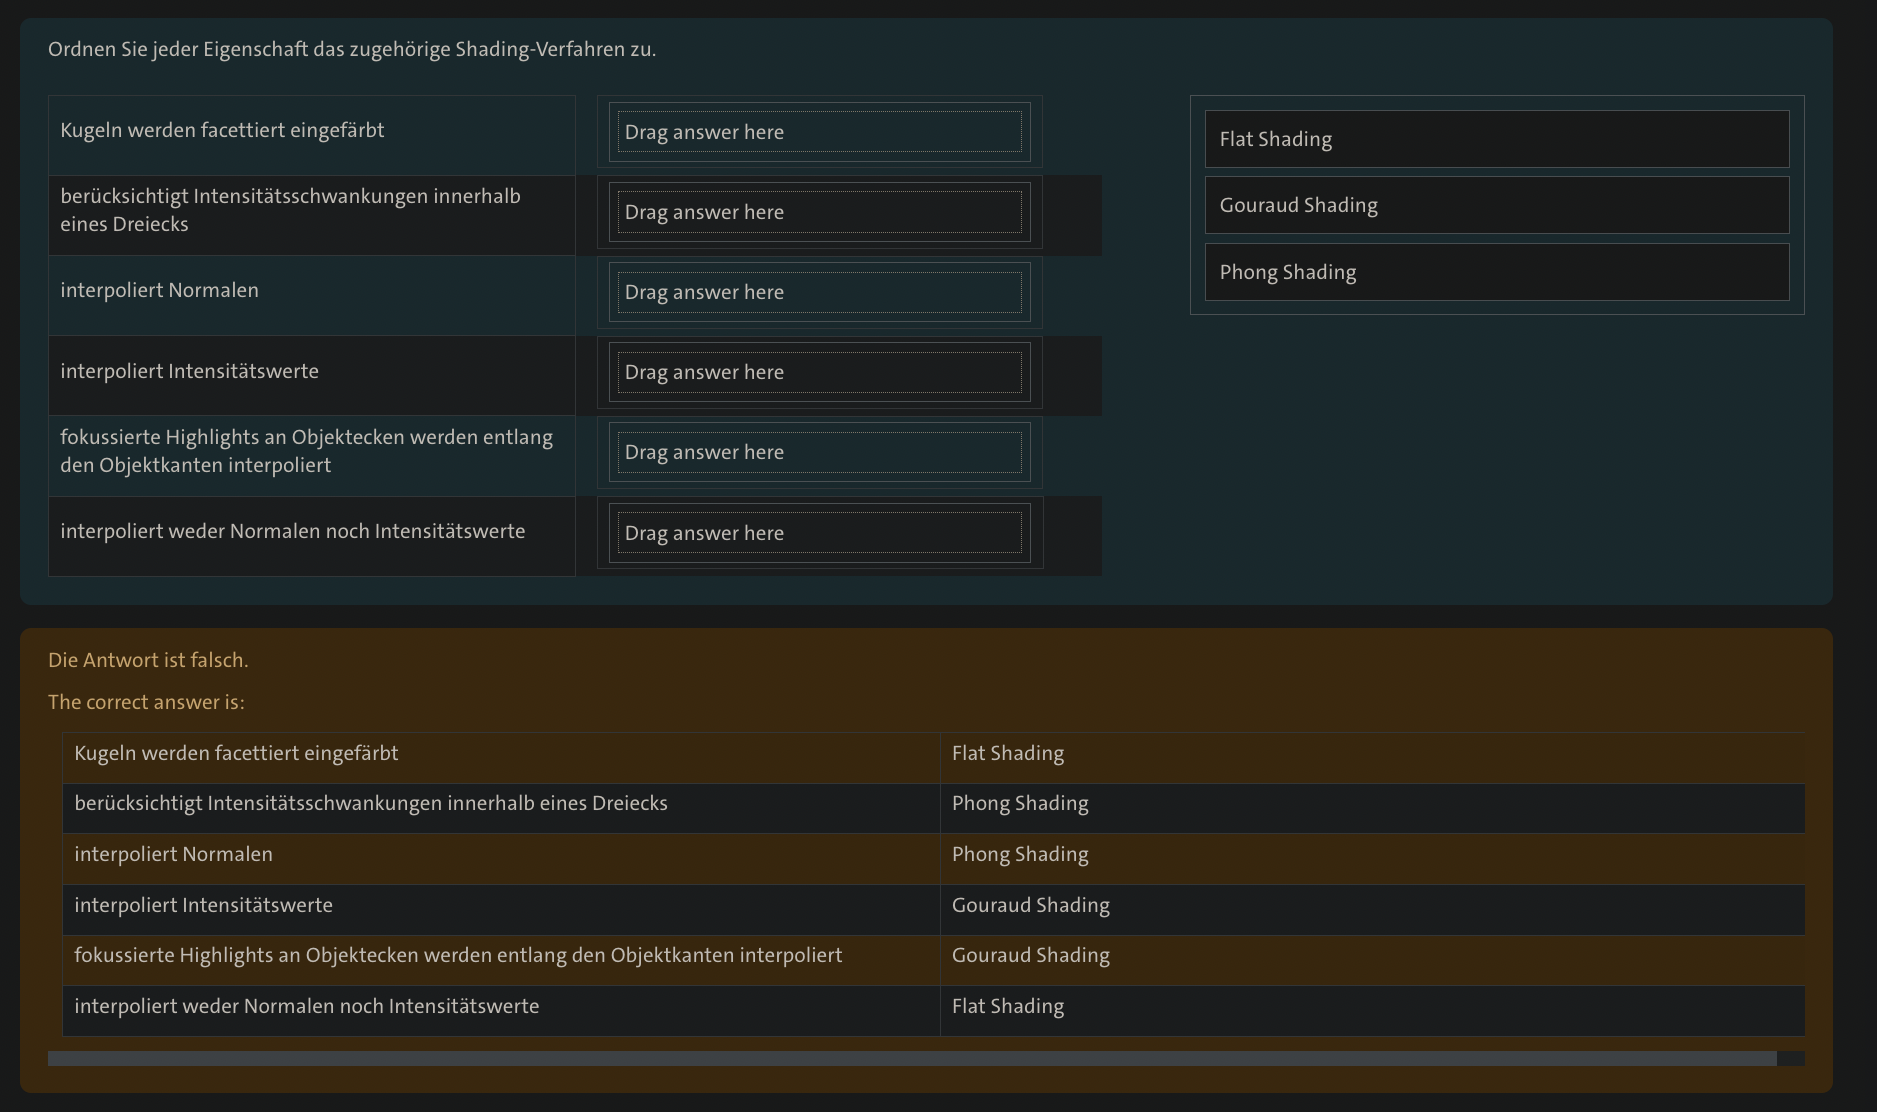 Ordnen Sie jeder Eigenschaft das zugehörige Shading-Verfahren zu.
Kugeln werden facettiert eingefärbt
Drag answer here
berücksichtigt Intensitätsschwankungen innerhalb
eines Dreiecks
Drag answer here
interpoliert Normalen
Drag answer here
interpoliert Intensitätswerte
Drag answer here
fokussierte Highlights an Objektecken werden entlang
den Objektkanten interpoliert
Drag answer here
interpoliert weder Normalen noch Intensitätswerte
Drag answer here
Flat Shading
Gouraud Shading
Phong Shading
Die Antwort ist falsch.
The correct answer is:
Kugeln werden facettiert eingefärbt Flat Shading
berücksichtigt Intensitätsschwankungen innerhalb eines Dreiecks Phong Shading
interpoliert Normalen Phong Shading
interpoliert Intensitätswerte Gouraud Shading
fokussierte Highlights an Objektecken werden entlang den Objektkanten interpoliert Gouraud Shading
interpoliert weder Normalen noch Intensitätswerte Flat Shading